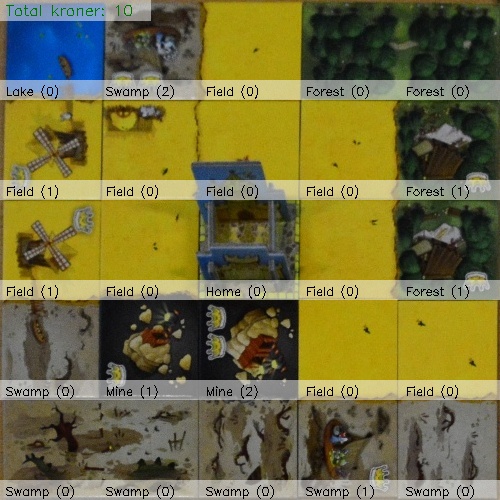 Total kroner: 10
Lake (0) Swamp (2) Field (0) Forest (0) Forest (0)
Field (1) Field (0) Field (0) Field (0) Forest (1)
Field (1) Field (0) Home (0) Field (0) Forest (1)
Swamp (0) Mine (1) Mine (2) Field (0) Field (0)
Swamp (0) Swamp (0) Swamp (0) Swamp (1) Swamp (0)